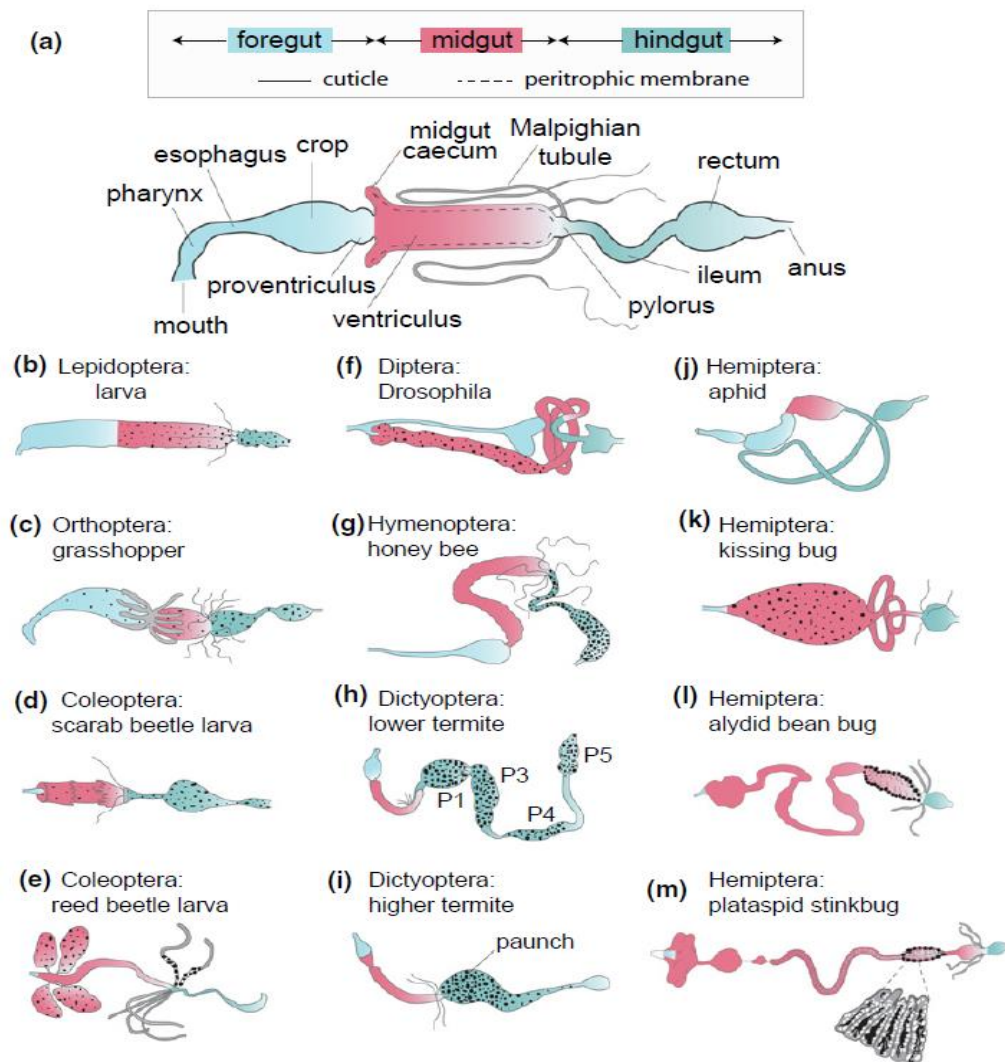 (a)
foregut midgut hindgut
cuticle peritrophic membrane
midgut
caecum
Malpighian
tubule
esophagus
crop
rectum
pharynx
proventriculus
mouth
ventriculus
pylorus
ileum
anus
(b) Lepidoptera:
larva
(f) Diptera:
Drosophila
(j) Hemiptera:
aphid
(c) Orthoptera:
grasshopper
(g) Hymenoptera:
honey bee
(k) Hemiptera:
kissing bug
(d) Coleoptera:
scarab beetle larva
(h) Dictyoptera:
lower termite
P1
P3
P4
P5
(l) Hemiptera:
alydid bean bug
(e) Coleoptera:
reed beetle larva
(i) Dictyoptera:
higher termite
paunch
(m) Hemiptera:
plataspid stinkbug